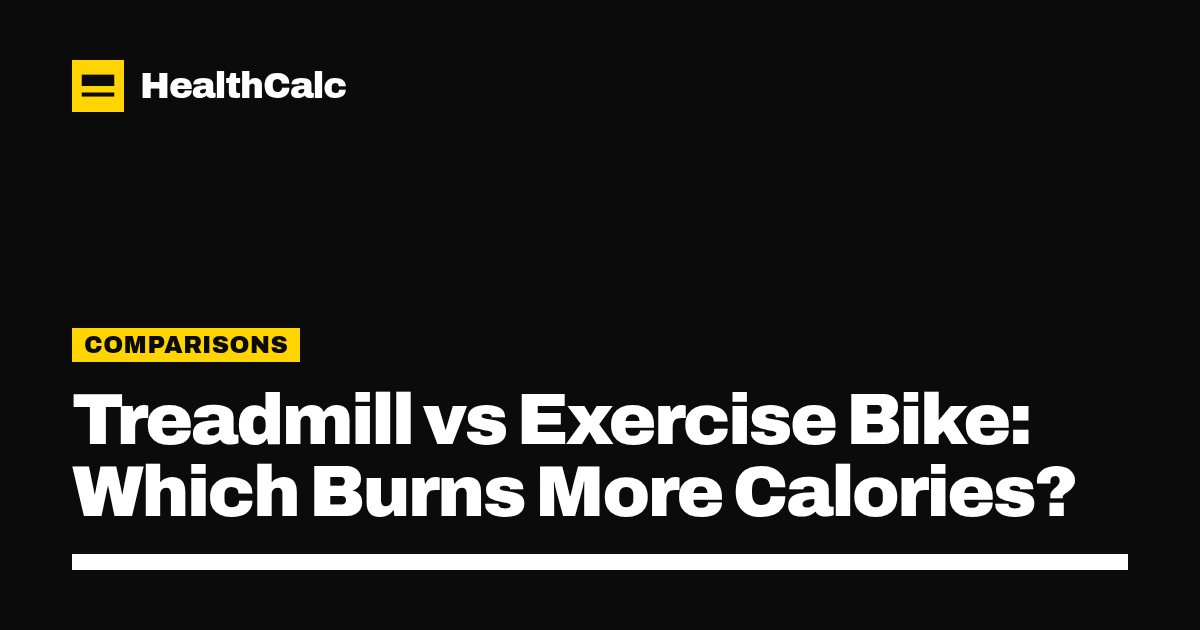 HealthCalc
COMPARISONS
Treadmill vs Exercise Bike:
Which Burns More Calories?